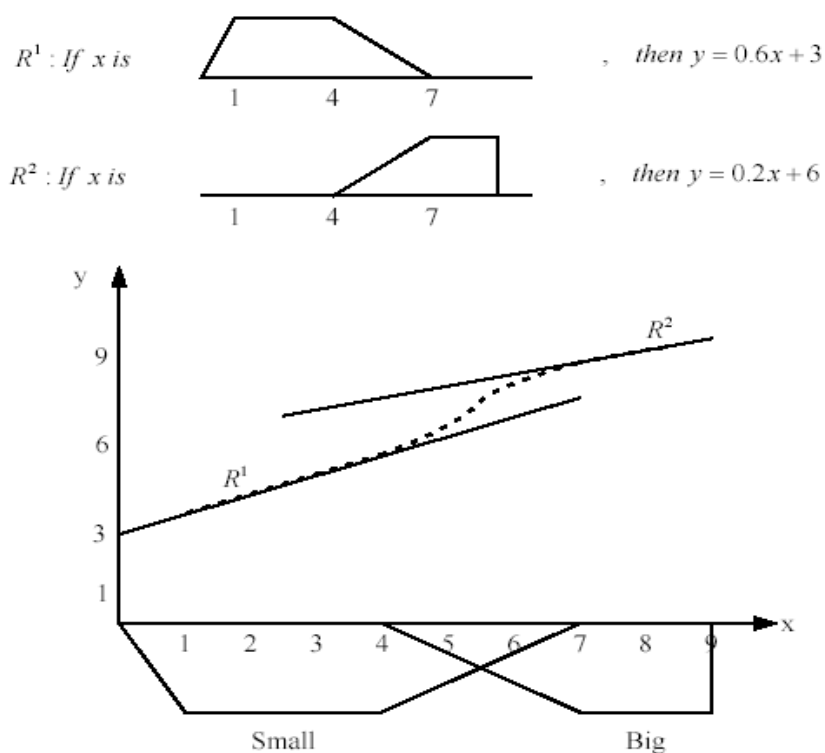 R¹ : If x is , then y = 0.6x + 3
1 4 7
R² : If x is , then y = 0.2x + 6
1 4 7
y
9
R²
6
R¹
3
1
x
1 2 3 4 5 6 7 8 9
Small Big